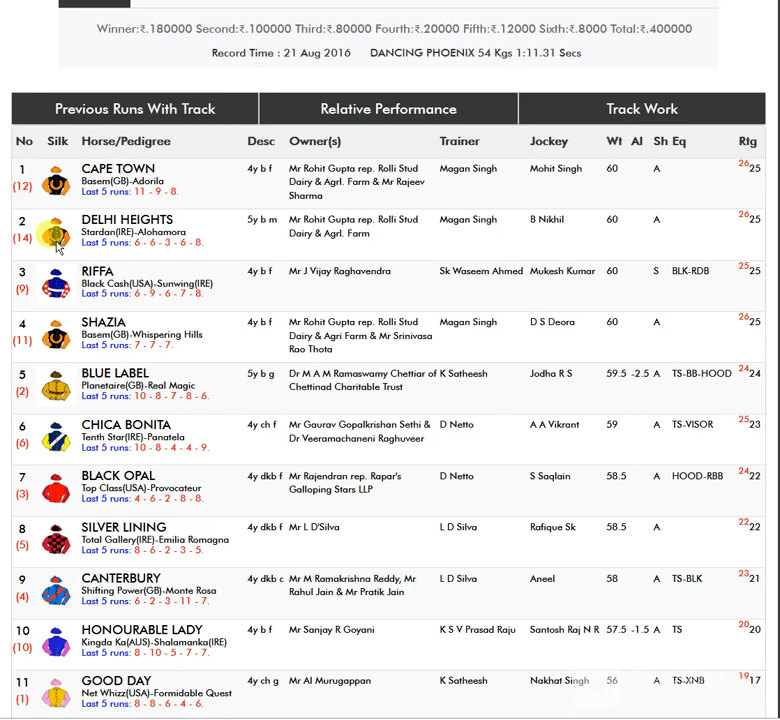 Winner:₹.180000 Second:₹.100000 Third:₹.80000 Fourth:₹.20000 Fifth:₹.12000 Sixth:₹.8000 Total:₹.400000
Record Time : 21 Aug 2016 DANCING PHOENIX 54 Kgs 1:11.31 Secs
Previous Runs With Track Relative Performance Track Work
No Silk Horse/Pedigree Desc Owner(s) Trainer Jockey Wt Al Sh Eq Rtg
1 CAPE TOWN 4y b f Mr Rohit Gupta rep. Rolli Stud Magan Singh Mohit Singh 60 A 26 25
(12) Basem(GB)-Adorila Dairy & Agrl. Farm & Mr Rajeev
Last 5 runs: 11 - 9 - 8. Sharma
2 DELHI HEIGHTS 5y b m Mr Rohit Gupta rep. Rolli Stud Magan Singh B Nikhil 60 A 26 25
(14) Stardan(IRE)-Alohamora Dairy & Agrl. Farm
Last 5 runs: 6 - 6 - 3 - 6 - 8.
3 RIFFA 4y b f Mr J Vijay Raghavendra Sk Waseem Ahmed Mukesh Kumar 60 S BLK-RDB 25 25
(9) Black Cash(USA)-Sunwing(IRE)
Last 5 runs: 6 - 9 - 6 - 7 - 8.
4 SHAZIA 4y b f Mr Rohit Gupta rep. Rolli Stud Magan Singh D S Deora 60 A 26 25
(11) Basem(GB)-Whispering Hills Dairy & Agri Farm & Mr Srinivasa
Last 5 runs: 7 - 7 - 7. Rao Thota
5 BLUE LABEL 5y b g Dr M A M Ramaswamy Chettiar of K Satheesh Jodha R S 59.5 -2.5 A TS-BB-HOOD 24 24
(2) Planetaire(GB)-Real Magic Chettinad Charitable Trust
Last 5 runs: 10 - 8 - 7 - 8 - 6.
6 CHICA BONITA 4y ch f Mr Gaurav Gopalkrishan Sethi & D Netto A A Vikrant 59 A TS-VISOR 25 23
(6) Tenth Star(IRE)-Panatela Dr Veeramachaneni Raghuveer
Last 5 runs: 10 - 8 - 4 - 4 - 9.
7 BLACK OPAL 4y dkb f Mr Rajendran rep. Rapar's D Netto S Saqlain 58.5 A HOOD-RBB 24 22
(3) Top Class(USA)-Provocateur Galloping Stars LLP
Last 5 runs: 4 - 6 - 2 - 8 - 8.
8 SILVER LINING 4y dkb f Mr L D'Silva L D Silva Rafique Sk 58.5 A 22 22
(5) Total Gallery(IRE)-Emilia Romagna
Last 5 runs: 8 - 6 - 2 - 3 - 5.
9 CANTERBURY 4y dkb c Mr M Ramakrishna Reddy, Mr L D Silva Aneel 58 A TS-BLK 23 21
(4) Shifting Power(GB)-Monte Rosa Rahul Jain & Mr Pratik Jain
Last 5 runs: 6 - 2 - 3 - 11 - 7.
10 HONOURABLE LADY 4y b f Mr Sanjay R Goyani K S V Prasad Raju Santosh Raj N R 57.5 -1.5 A TS 20 20
(10) Kingda Ka(AUS)-Shalamanka(IRE)
Last 5 runs: 8 - 10 - 5 - 7 - 7.
11 GOOD DAY 4y ch g Mr Al Murugappan K Satheesh Nakhat Singh 56 A TS-XNB 19 17
(1) Net Whizz(USA)-Formidable Quest
Last 5 runs: 8 - 8 - 6 - 4 - 6.